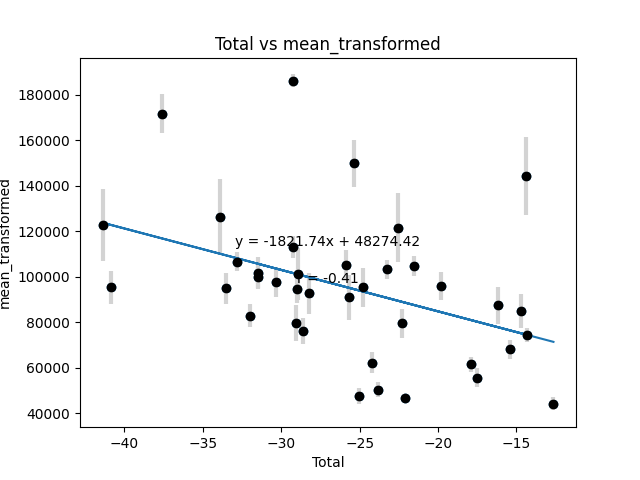 Total vs mean_transformed
180000
160000
140000
120000
100000
80000
60000
40000
mean_transformed
y = -1821.74x + 48274.42
r = -0.41
−40
−35
−30
−25
−20
−15
Total